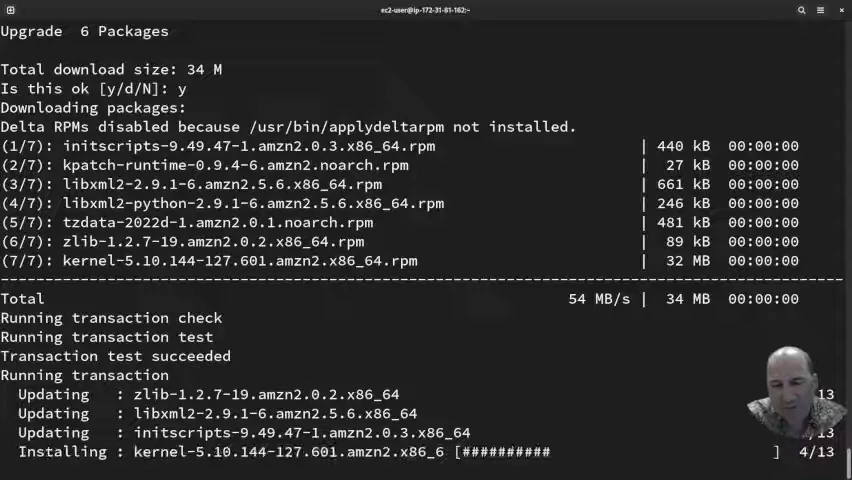 ec2-user@ip-172-31-81-162:~
Upgrade  6 Packages
Total download size: 34 M
Is this ok [y/d/N]: y
Downloading packages:
Delta RPMs disabled because /usr/bin/applydeltarpm not installed.
(1/7): initscripts-9.49.47-1.amzn2.0.3.x86_64.rpm | 440 kB 00:00:00
(2/7): kpatch-runtime-0.9.4-6.amzn2.noarch.rpm | 27 kB 00:00:00
(3/7): libxml2-2.9.1-6.amzn2.5.6.x86_64.rpm | 661 kB 00:00:00
(4/7): libxml2-python-2.9.1-6.amzn2.5.6.x86_64.rpm | 246 kB 00:00:00
(5/7): tzdata-2022d-1.amzn2.0.1.noarch.rpm | 481 kB 00:00:00
(6/7): zlib-1.2.7-19.amzn2.0.2.x86_64.rpm | 89 kB 00:00:00
(7/7): kernel-5.10.144-127.601.amzn2.x86_64.rpm | 32 MB 00:00:00
--------------------------------------------------------------------------------
Total 54 MB/s | 34 MB 00:00:00
Running transaction check
Running transaction test
Transaction test succeeded
Running transaction
Updating : zlib-1.2.7-19.amzn2.0.2.x86_64 13
Updating : libxml2-2.9.1-6.amzn2.5.6.x86_64
Updating : initscripts-9.49.47-1.amzn2.0.3.x86_64 /13
Installing : kernel-5.10.144-127.601.amzn2.x86_6 [########## ] 4/13